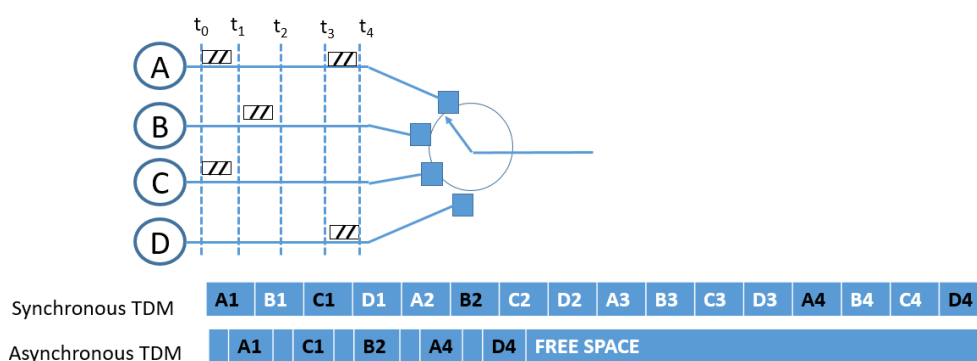 t0 t1 t2 t3 t4
A
B
C
D
Synchronous TDM A1 B1 C1 D1 A2 B2 C2 D2 A3 B3 C3 D3 A4 B4 C4 D4
Asynchronous TDM A1 C1 B2 A4 D4 FREE SPACE